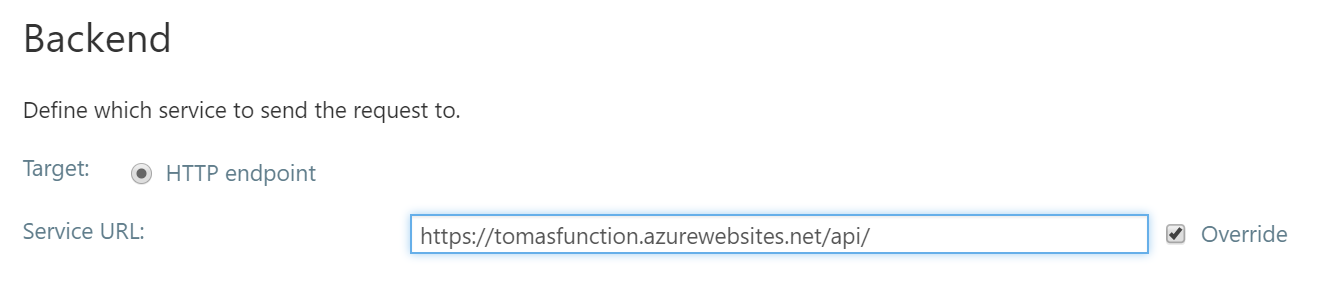 Backend
Define which service to send the request to.
Target: HTTP endpoint
Service URL: https://tomasfunction.azurewebsites.net/api/ Override